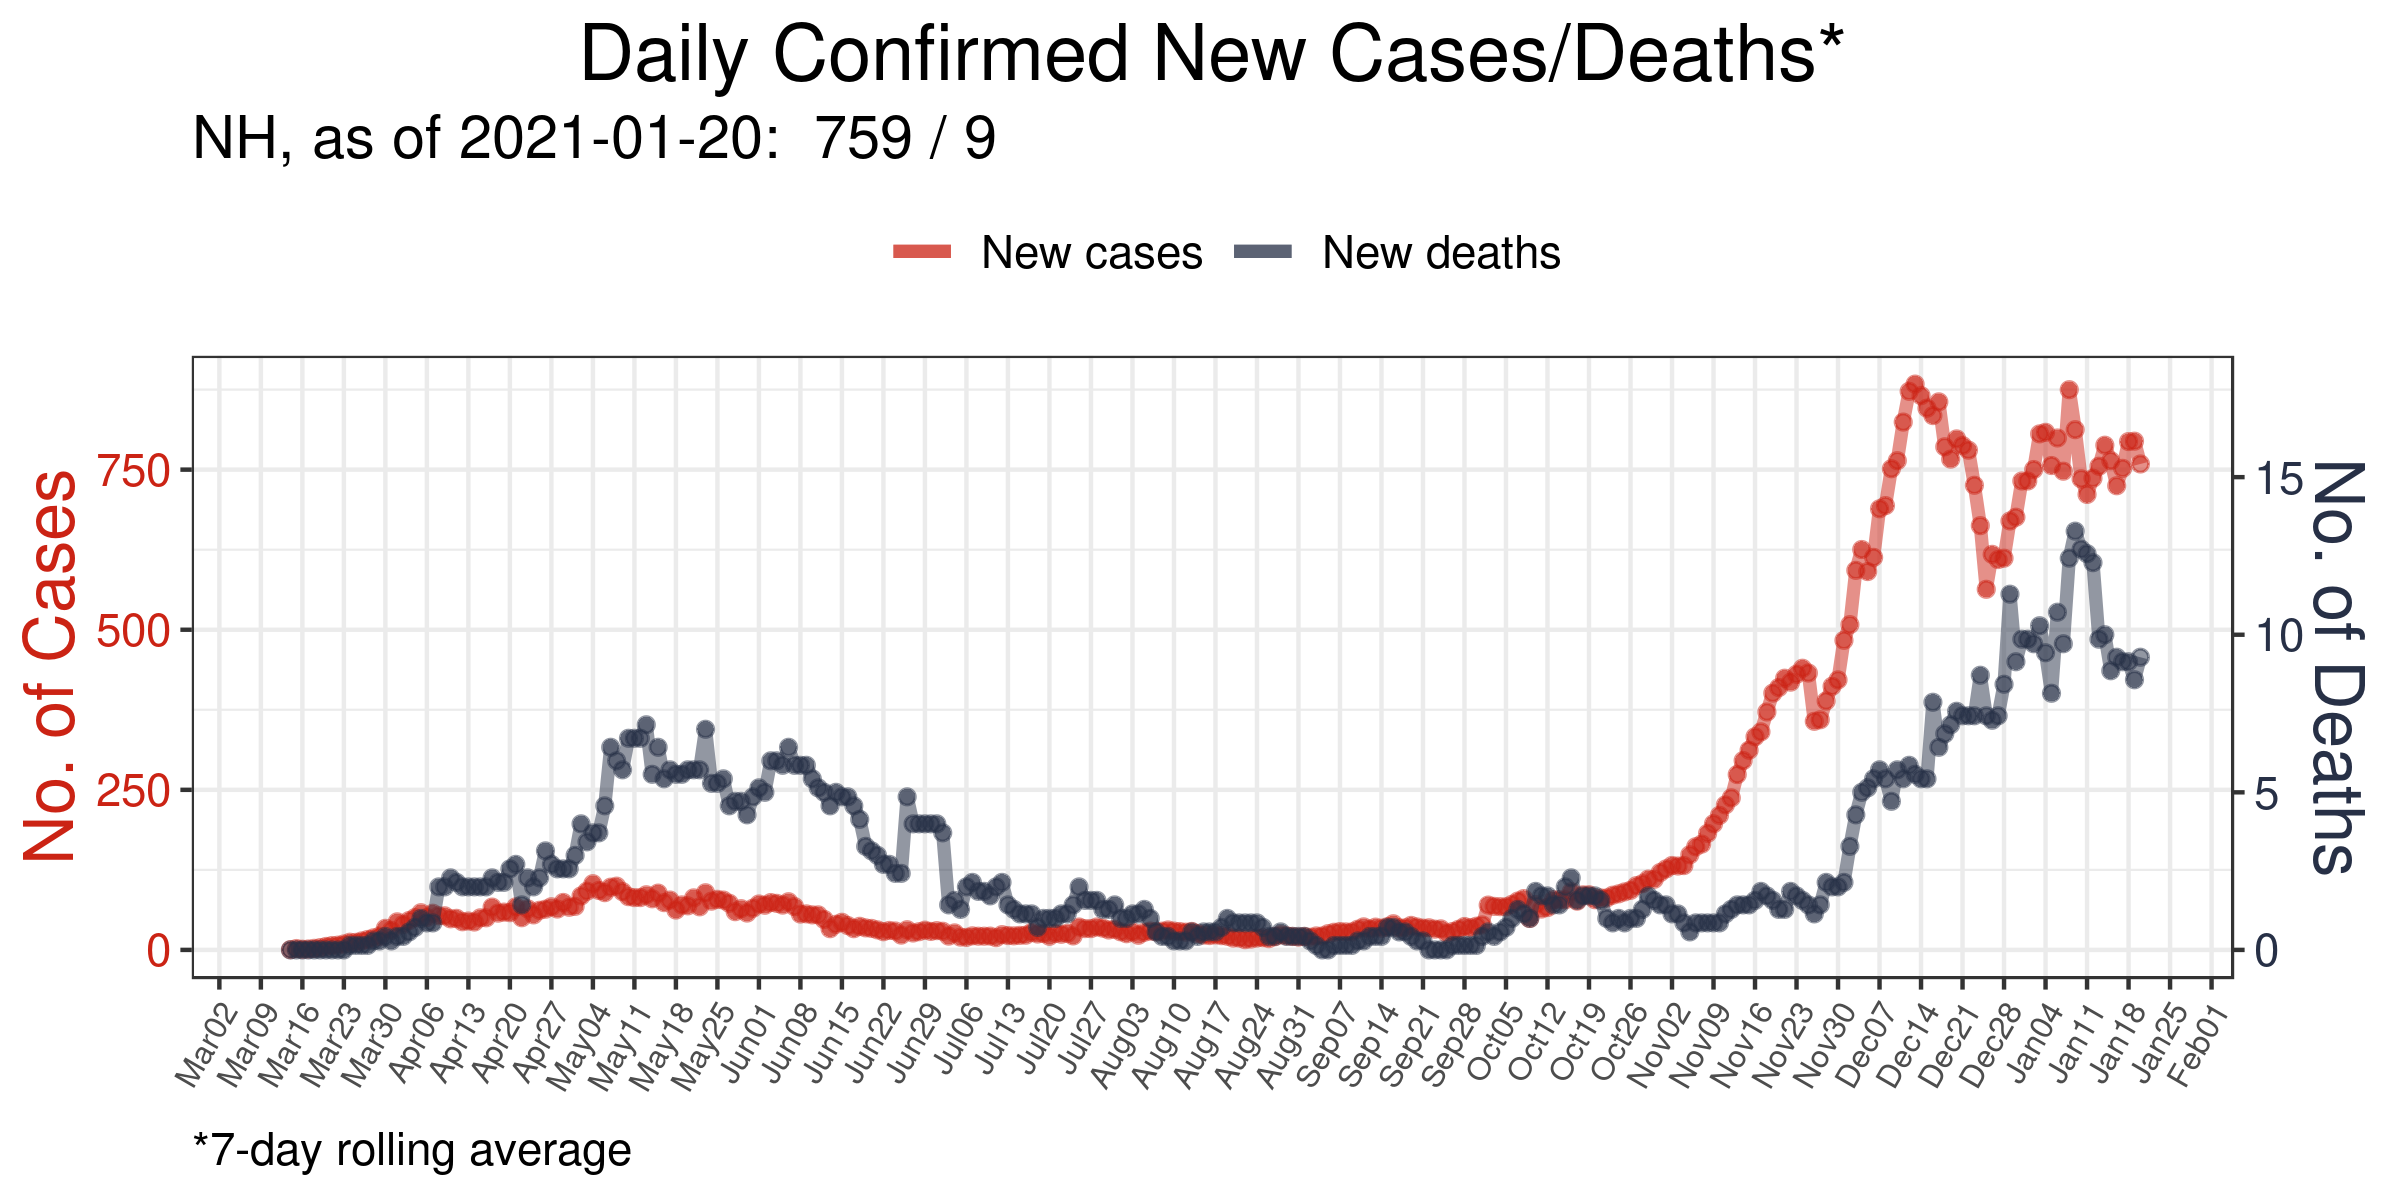 Daily Confirmed New Cases/Deaths*
NH, as of 2021-01-20:  759 / 9
New cases New deaths
No. of Cases
750
500
250
0
15
10
5
0
No. of Deaths
Mar02 Mar09 Mar16 Mar23 Mar30 Apr06 Apr13 Apr20 Apr27 May04 May11 May18 May25 Jun01 Jun08 Jun15 Jun22 Jun29 Jul06 Jul13 Jul20 Jul27 Aug03 Aug10 Aug17 Aug24 Aug31 Sep07 Sep14 Sep21 Sep28 Oct05 Oct12 Oct19 Oct26 Nov02 Nov09 Nov16 Nov23 Nov30 Dec07 Dec14 Dec21 Dec28 Jan04 Jan11 Jan18 Jan25 Feb01
*7-day rolling average